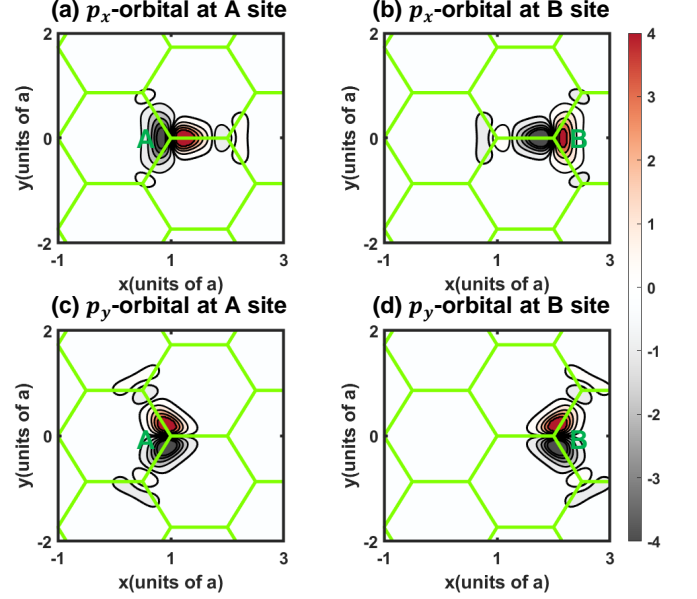 (a) pₓ-orbital at A site
(b) pₓ-orbital at B site
2
0
-2
y(units of a)
A
-1
1
3
x(units of a)
2
0
-2
y(units of a)
B
-1
1
3
x(units of a)
(c) p_y-orbital at A site
(d) p_y-orbital at B site
2
0
-2
y(units of a)
A
-1
1
3
x(units of a)
2
0
-2
y(units of a)
B
-1
1
3
x(units of a)
4
3
2
1
0
-1
-2
-3
-4